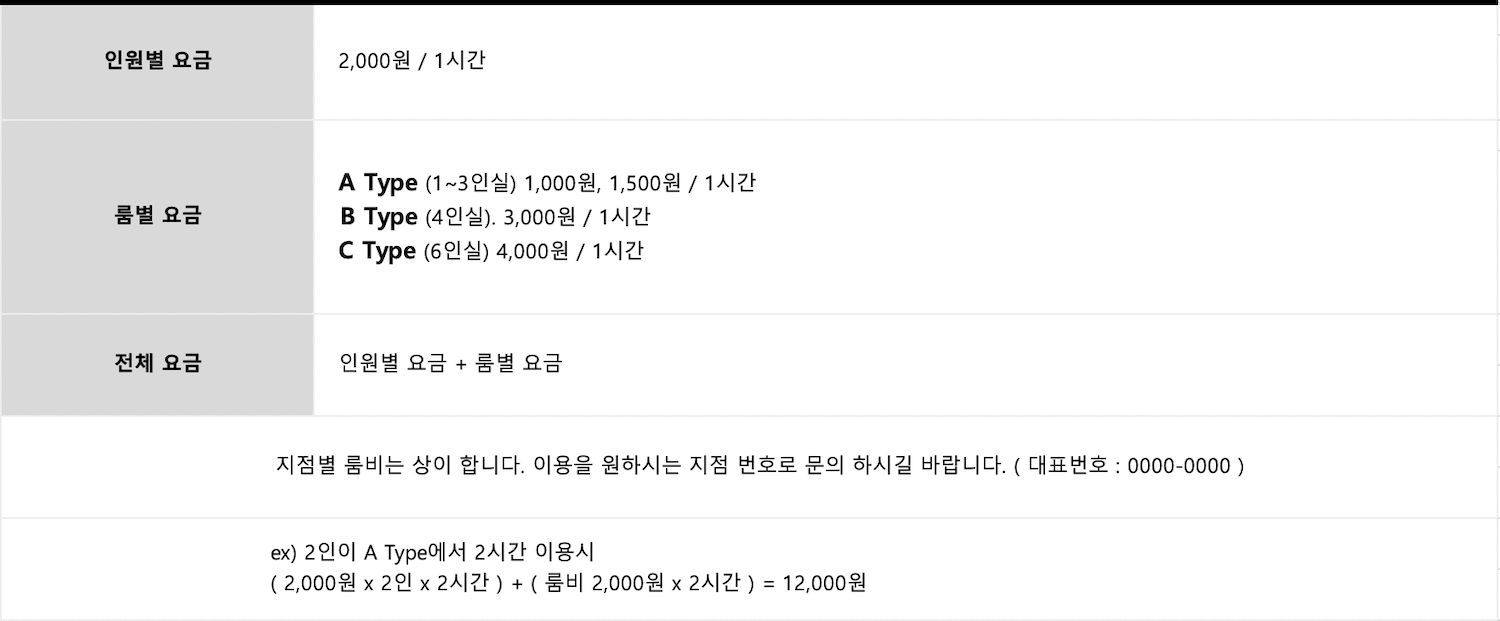 인원별 요금
2,000원 / 1시간
룸별 요금
A Type (1~3인실) 1,000원, 1,500원 / 1시간
B Type (4인실). 3,000원 / 1시간
C Type (6인실) 4,000원 / 1시간
전체 요금
인원별 요금 + 룸별 요금
지점별 룸비는 상이 합니다. 이용을 원하시는 지점 번호로 문의 하시길 바랍니다. ( 대표번호 : 0000-0000 )
ex) 2인이 A Type에서 2시간 이용시
( 2,000원 x 2인 x 2시간 ) + ( 룸비 2,000원 x 2시간 ) = 12,000원